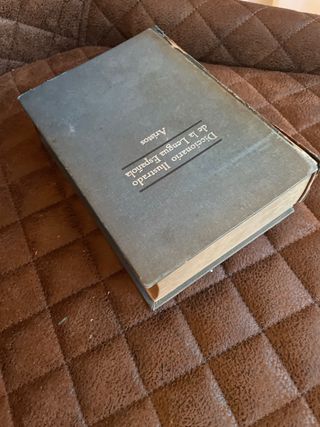 Diccionario Ilustrado
de la Lengua Española
Aristos